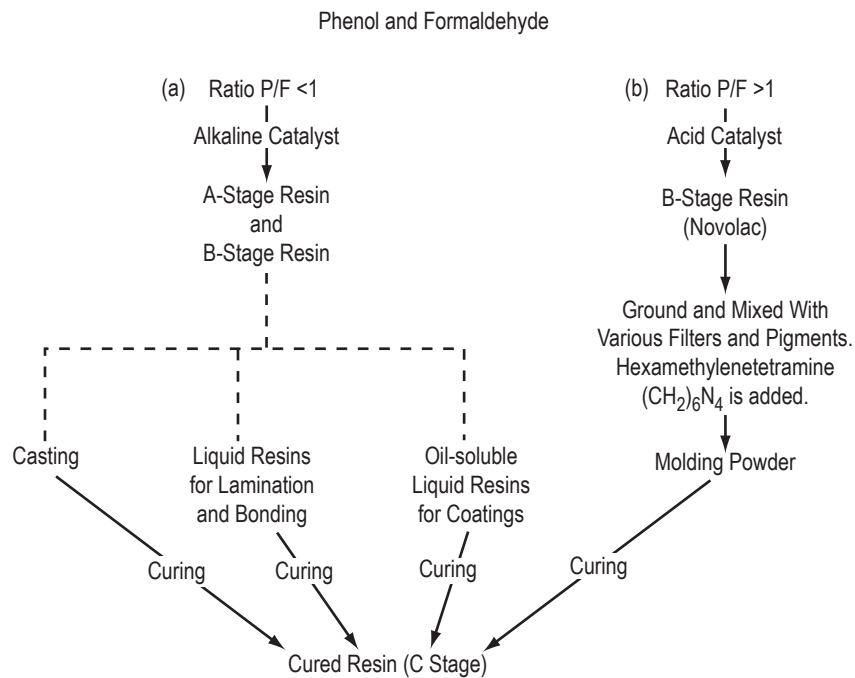 Phenol and Formaldehyde
(a) Ratio P/F <1
Alkaline Catalyst
A-Stage Resin
and
B-Stage Resin
Casting
Liquid Resins
for Lamination
and Bonding
Oil-soluble
Liquid Resins
for Coatings
(b) Ratio P/F >1
Acid Catalyst
B-Stage Resin
(Novolac)
Ground and Mixed With
Various Filters and Pigments.
Hexamethylenetetramine
(CH2)6N4 is added.
Molding Powder
Curing
Curing
Curing
Curing
Cured Resin (C Stage)